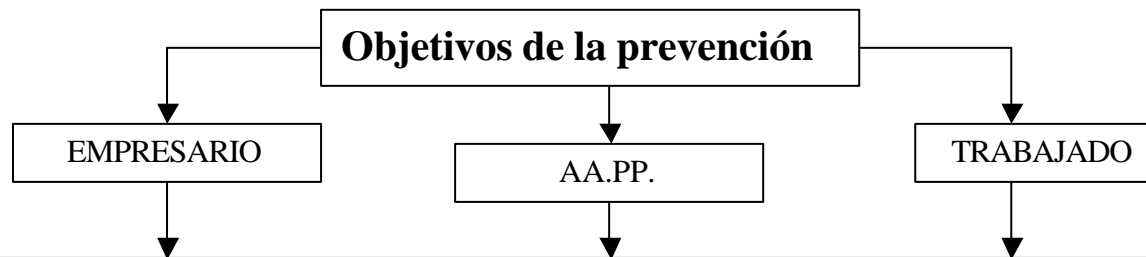 Objetivos de la prevención
EMPRESARIO
AA.PP.
TRABAJADO